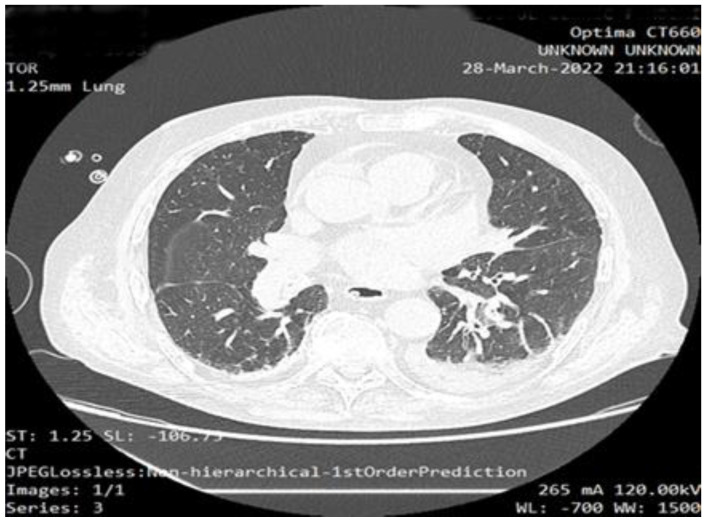 Optima CT660
UNKNOWN UNKNOWN
TOR
28-March-2022 21:16:01
1.25mm Lung
ST: 1.25 SL: -106.75
CT
JPEGLossless:Non-hierarchical-1stOrderPrediction
Images: 1/1
265 mA 120.00kV
Series: 3
WL: -700 WW: 1500